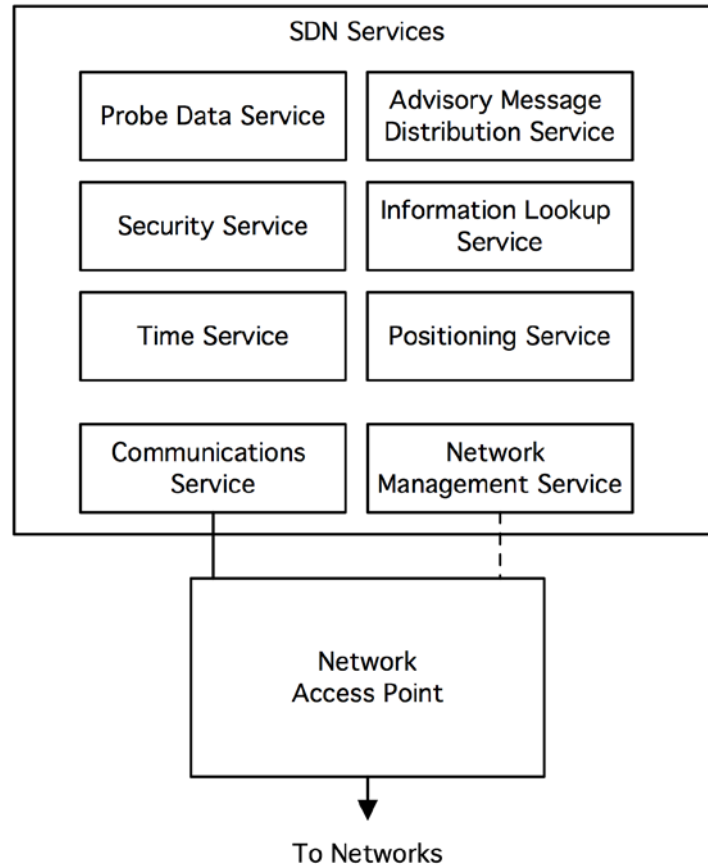 SDN Services
Probe Data Service
Advisory Message
Distribution Service
Security Service
Information Lookup
Service
Time Service
Positioning Service
Communications
Service
Network
Management Service
Network
Access Point
To Networks